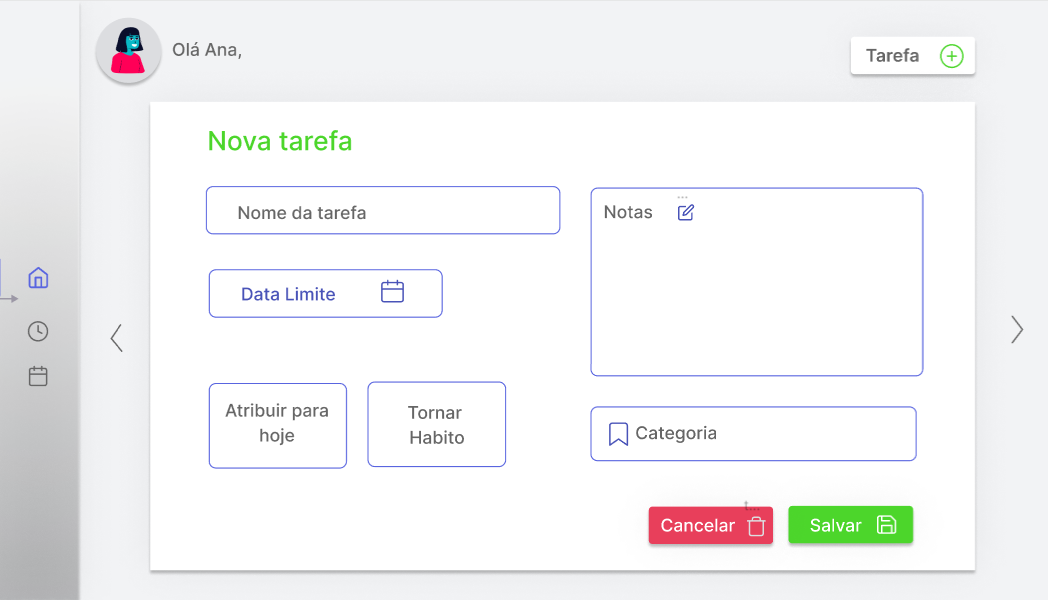 Olá Ana,
Tarefa
Nova tarefa
Nome da tarefa
Notas
Data Limite
Atribuir para
hoje
Tornar
Habito
Categoria
Cancelar
Salvar